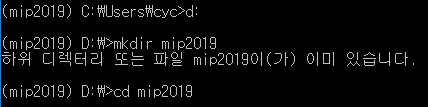 (mip2019) C:₩Users₩cyc>d:
(mip2019) D:₩>mkdir mip2019
하위 디렉터리 또는 파일 mip2019이(가) 이미 있습니다.
(mip2019) D:₩>cd mip2019